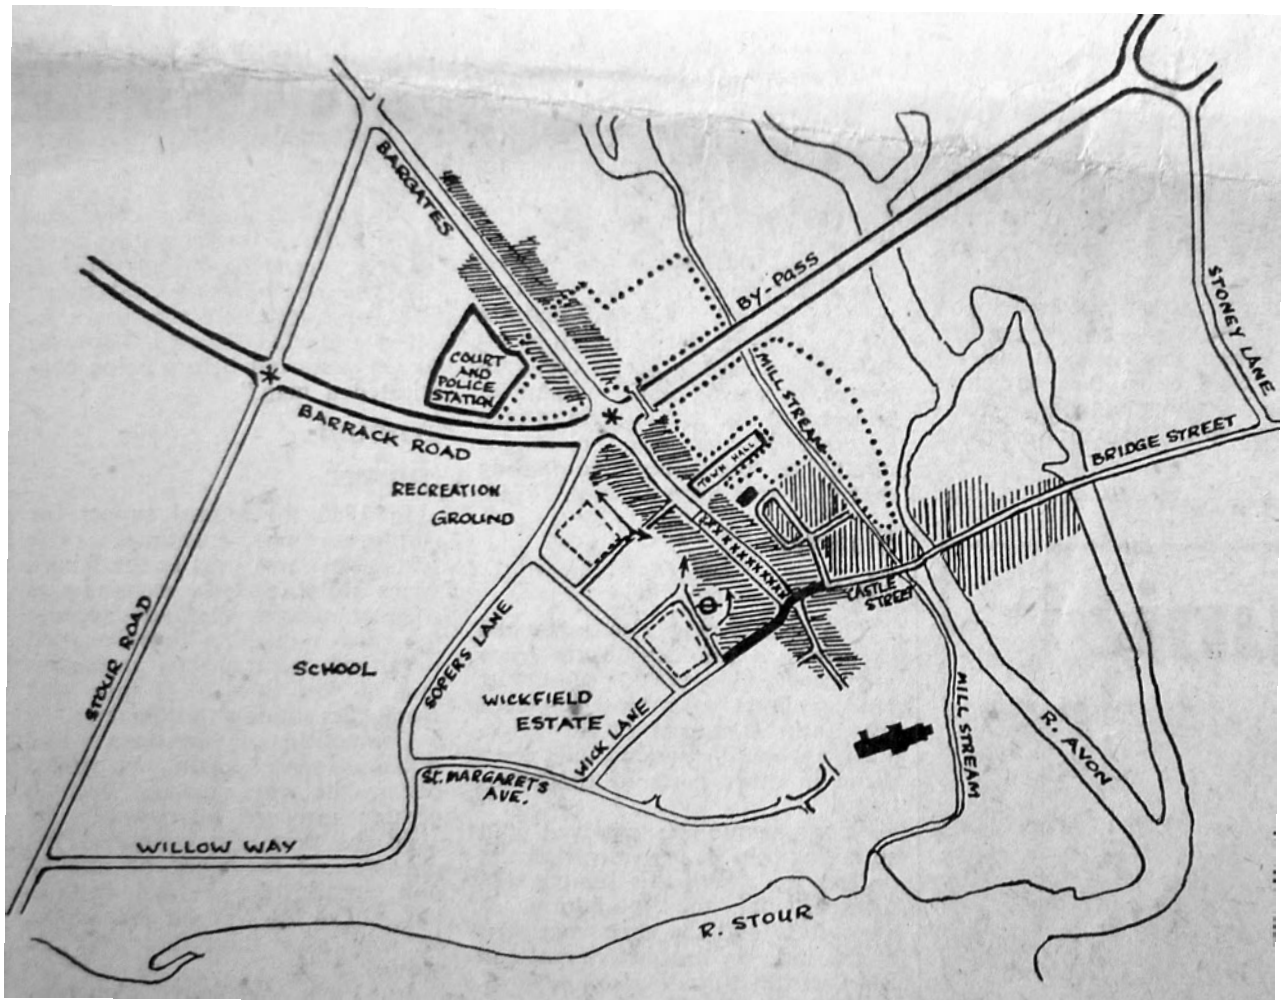 BARGATES
BY-PASS
STONEY LANE
COURT
AND
POLICE
STATION
MILL STREAM
BARRACK ROAD
TOWN HALL
BRIDGE STREET
RECREATION
GROUND
CASTLE
STREET
STOUR ROAD
SOPERS LANE
SCHOOL
WICKFIELD
ESTATE
WICK LANE
MILL STREAM
R. AVON
ST. MARGARETS
AVE.
WILLOW WAY
R. STOUR